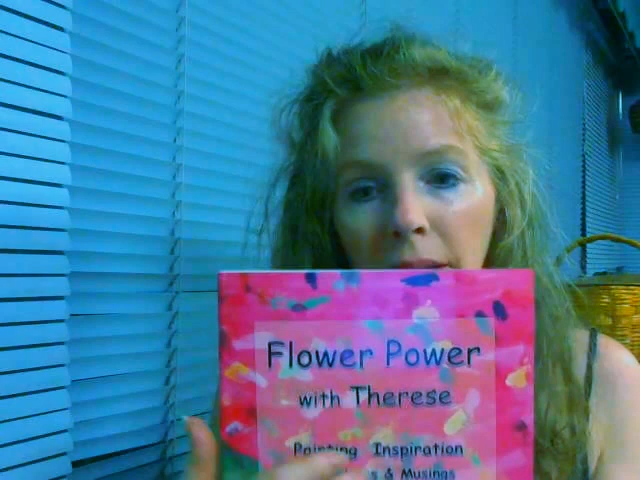 Flower Power
with Therese
Painting Inspiration
& Musings